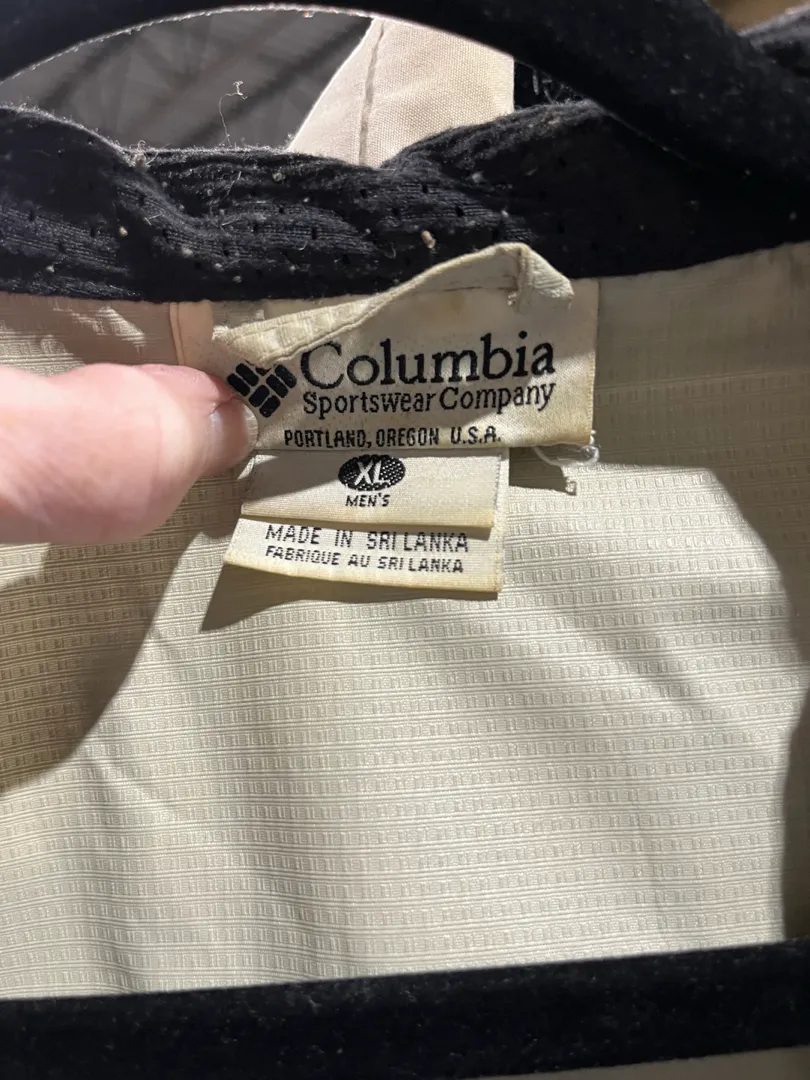 Columbia
Sportswear Company
PORTLAND, OREGON U.S.A.
XL
MEN'S
MADE IN SRI LANKA
FABRIQUE AU SRI LANKA